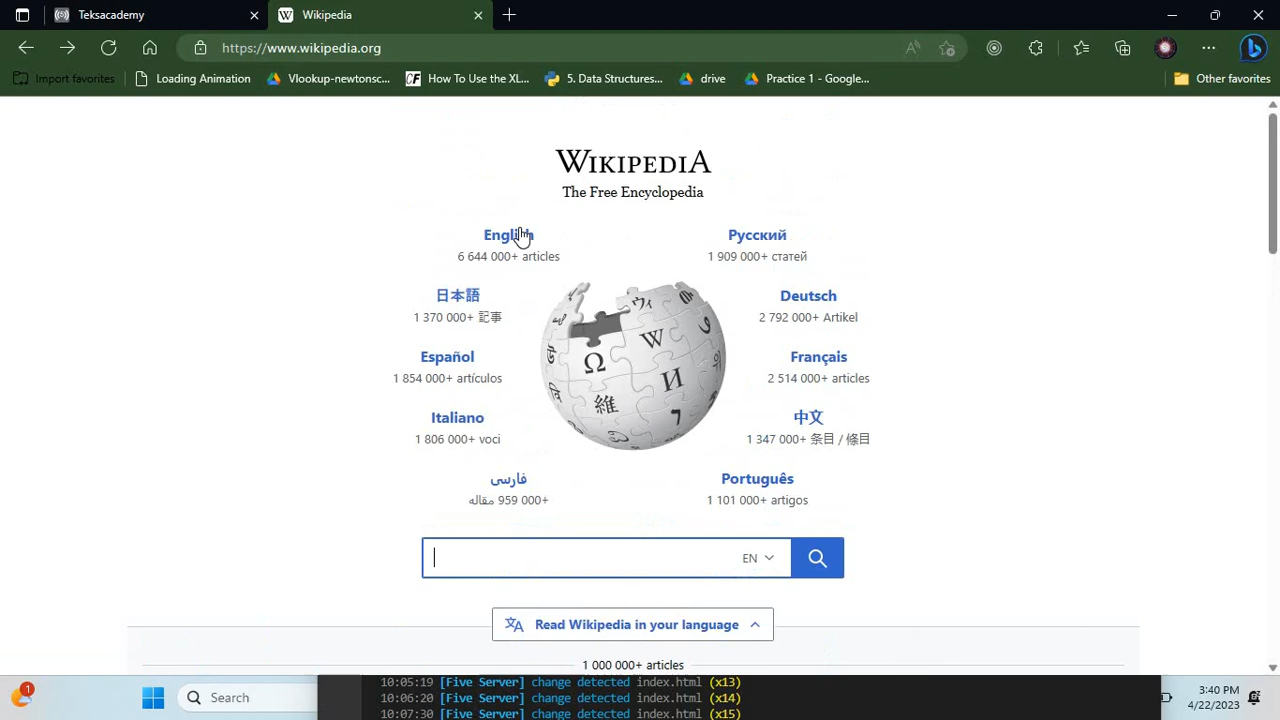 Teksacademy
Wikipedia
https://www.wikipedia.org
Import favorites
Loading Animation
Vlookup-newtonsc...
How To Use the XL...
5. Data Structures...
drive
Practice 1 - Google...
Other favorites
WIKIPEDIA
The Free Encyclopedia
English
6 644 000+ articles
Русский
1 909 000+ статей
日本語
1 370 000+ 記事
Deutsch
2 792 000+ Artikel
Español
1 854 000+ artículos
Français
2 514 000+ articles
Italiano
1 806 000+ voci
中文
1 347 000+ 条目 / 條目
فارسی
959 000+ مقاله
Português
1 101 000+ artigos
Ω W И 維
EN
Read Wikipedia in your language
1 000 000+ articles
1
Search
10:05:19 [Five Server] change detected index.html (x13)
10:06:20 [Five Server] change detected index.html (x14)
10:07:30 [Five Server] change detected index.html (x15)
5:40 PM
4/22/2023